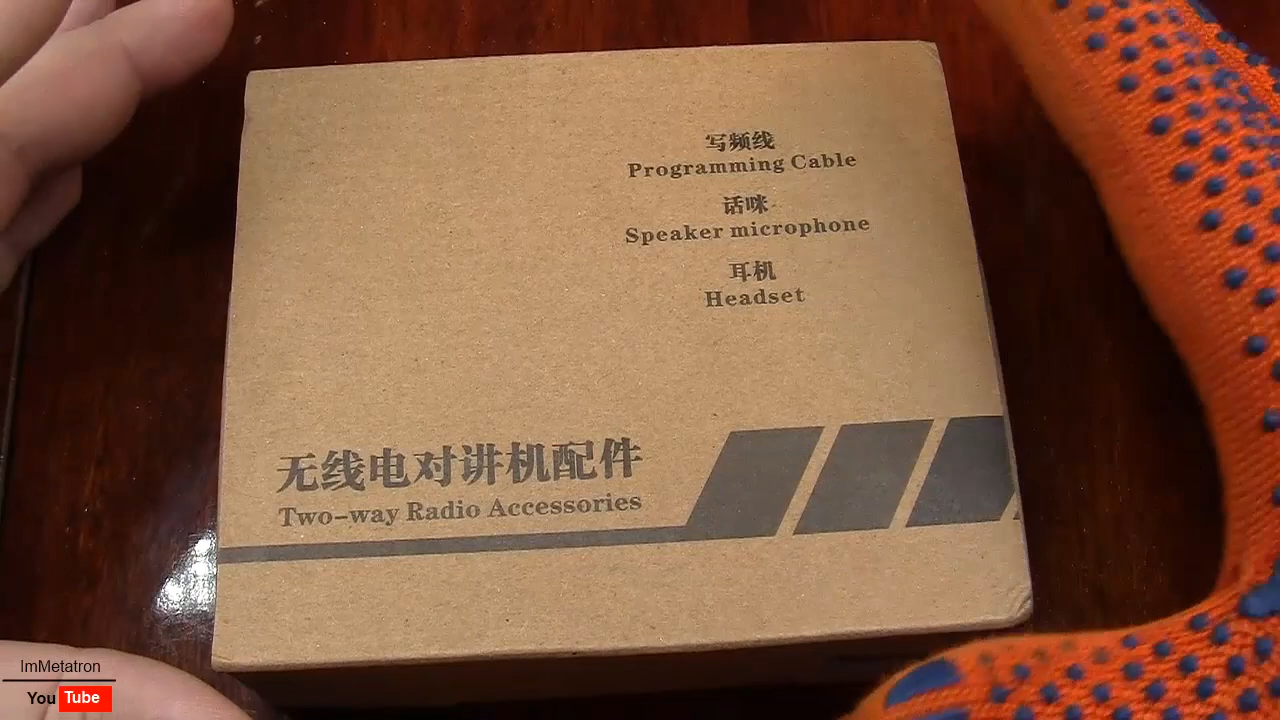 写频线
Programming Cable
话咪
Speaker microphone
耳机
Headset
无线电对讲机配件
Two-way Radio Accessories
ImMetatron
YouTube